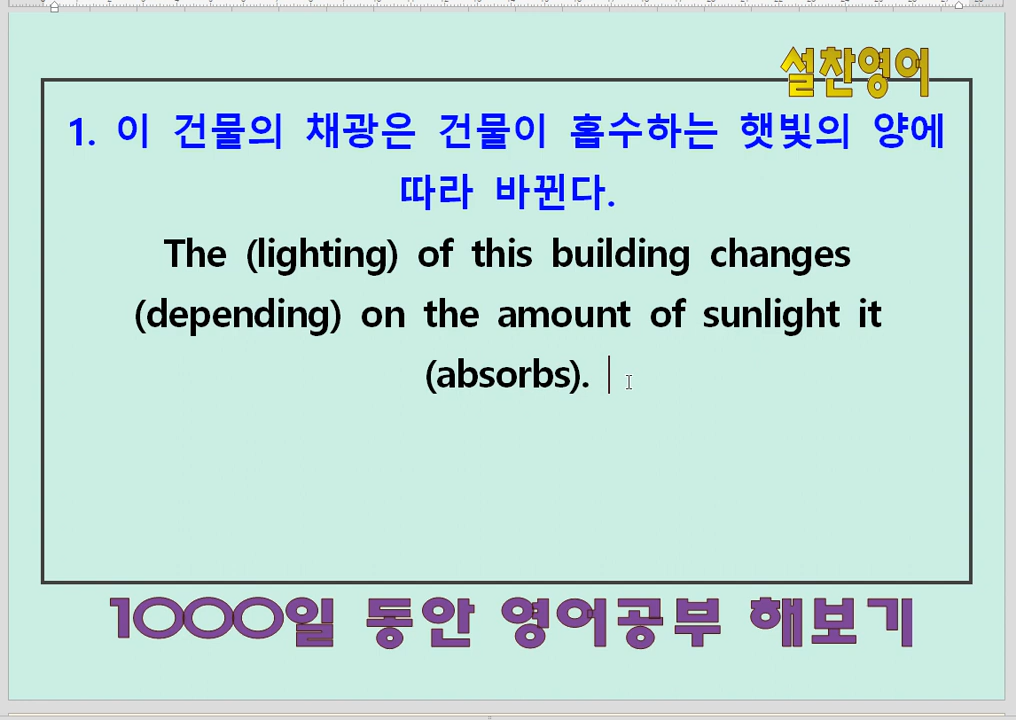 설찬영어
1. 이 건물의 채광은 건물이 흡수하는 햇빛의 양에
따라 바뀐다.
The (lighting) of this building changes
(depending) on the amount of sunlight it
(absorbs).
1000일 동안 영어공부 해보기